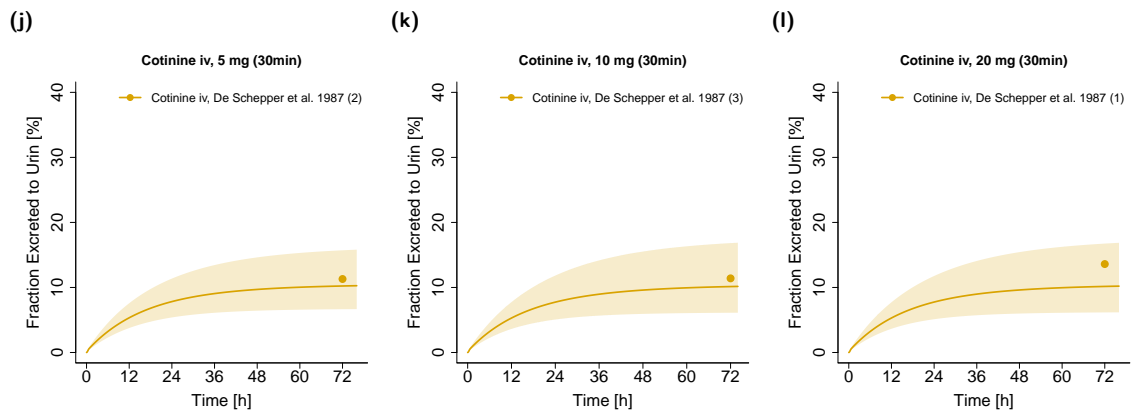 (j)
Cotinine iv, 5 mg (30min)
Cotinine iv, De Schepper et al. 1987 (2)
Fraction Excreted to Urin [%]
40
30
20
10
0
0 12 24 36 48 60 72
Time [h]
(k)
Cotinine iv, 10 mg (30min)
Cotinine iv, De Schepper et al. 1987 (3)
Fraction Excreted to Urin [%]
40
30
20
10
0
0 12 24 36 48 60 72
Time [h]
(l)
Cotinine iv, 20 mg (30min)
Cotinine iv, De Schepper et al. 1987 (1)
Fraction Excreted to Urin [%]
40
30
20
10
0
0 12 24 36 48 60 72
Time [h]